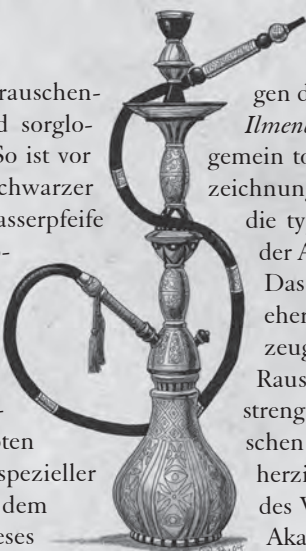 rauschen-
d sorglo-
So ist vor
chwarzer
asserpfeife
-
-
oten
spezieller
dem
eses
gen d
Ilmen
gemein to
zeichnung
die ty
der A
Das
eher
zeug
Raus
streng
schen
herzi
des V
Aka